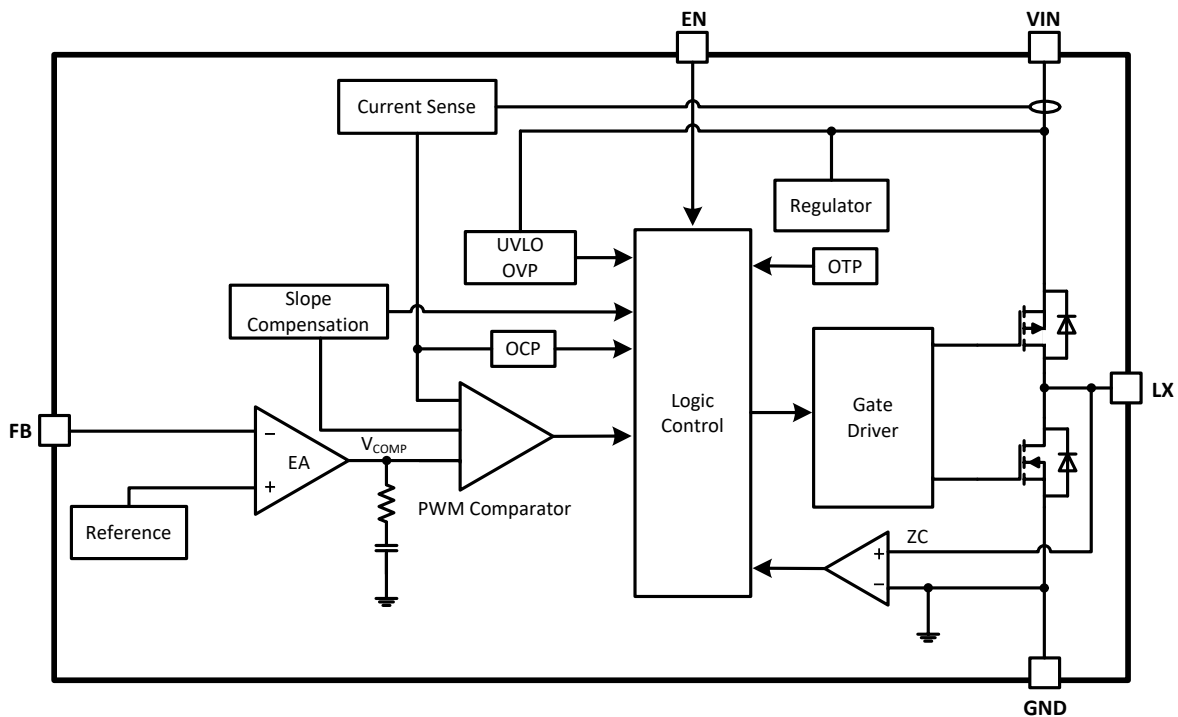 EN
VIN
Current Sense
Regulator
UVLO
OVP
OTP
Slope
Compensation
OCP
Logic
Control
Gate
Driver
LX
FB
−
EA
+
VCOMP
PWM Comparator
Reference
ZC
+
−
GND